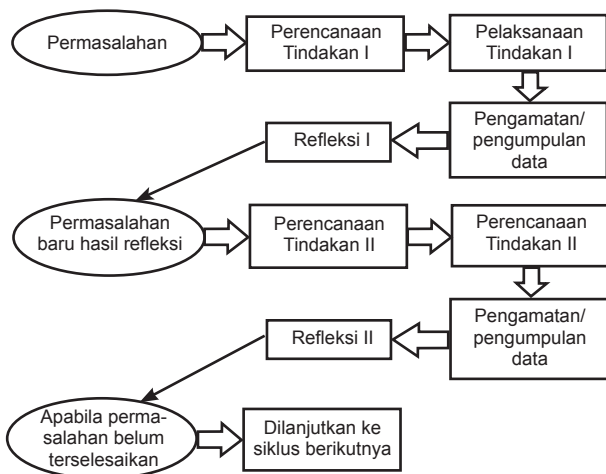 Permasalahan
Perencanaan
Tindakan I
Pelaksanaan
Tindakan I
Pengamatan/
pengumpulan
data
Refleksi I
Permasalahan
baru hasil refleksi
Perencanaan
Tindakan II
Perencanaan
Tindakan II
Pengamatan/
pengumpulan
data
Refleksi II
Apabila perma-
salahan belum
terselesaikan
Dilanjutkan ke
siklus berikutnya